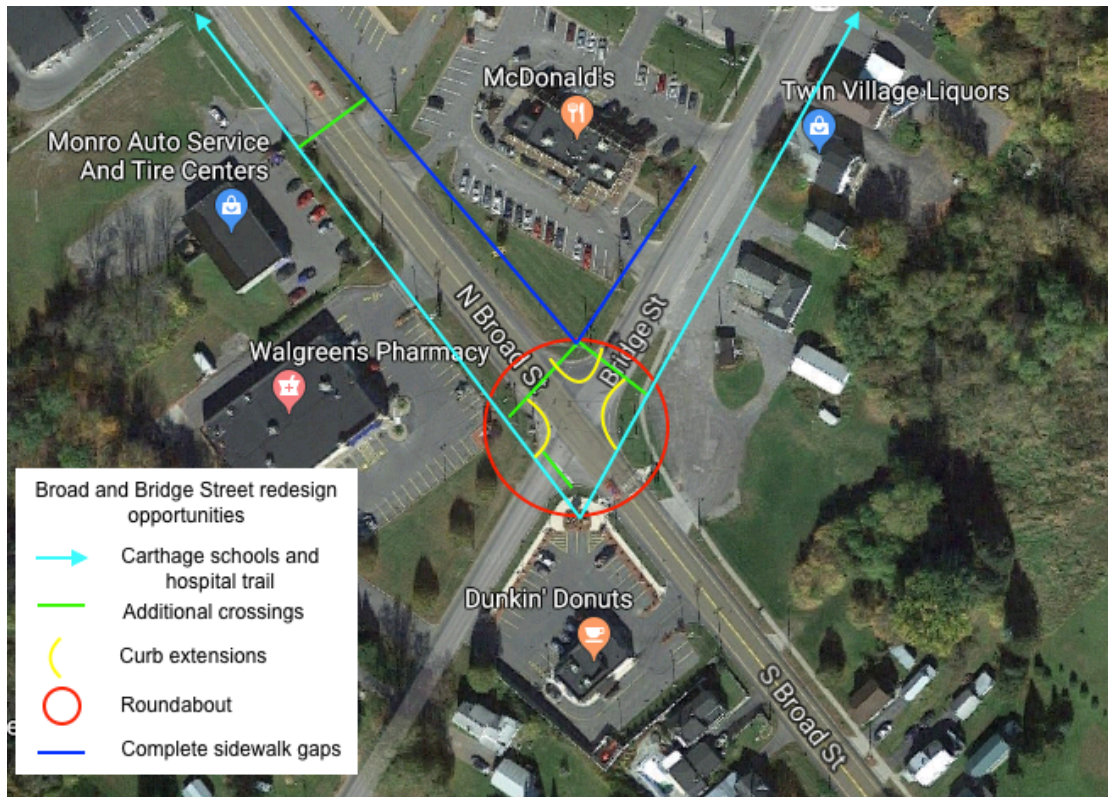 McDonald's
Twin Village Liquors
Monro Auto Service
And Tire Centers
N Broad St
Bridge St
Walgreens Pharmacy
Dunkin' Donuts
S Broad St
Broad and Bridge Street redesign
opportunities
Carthage schools and
hospital trail
Additional crossings
Curb extensions
Roundabout
Complete sidewalk gaps